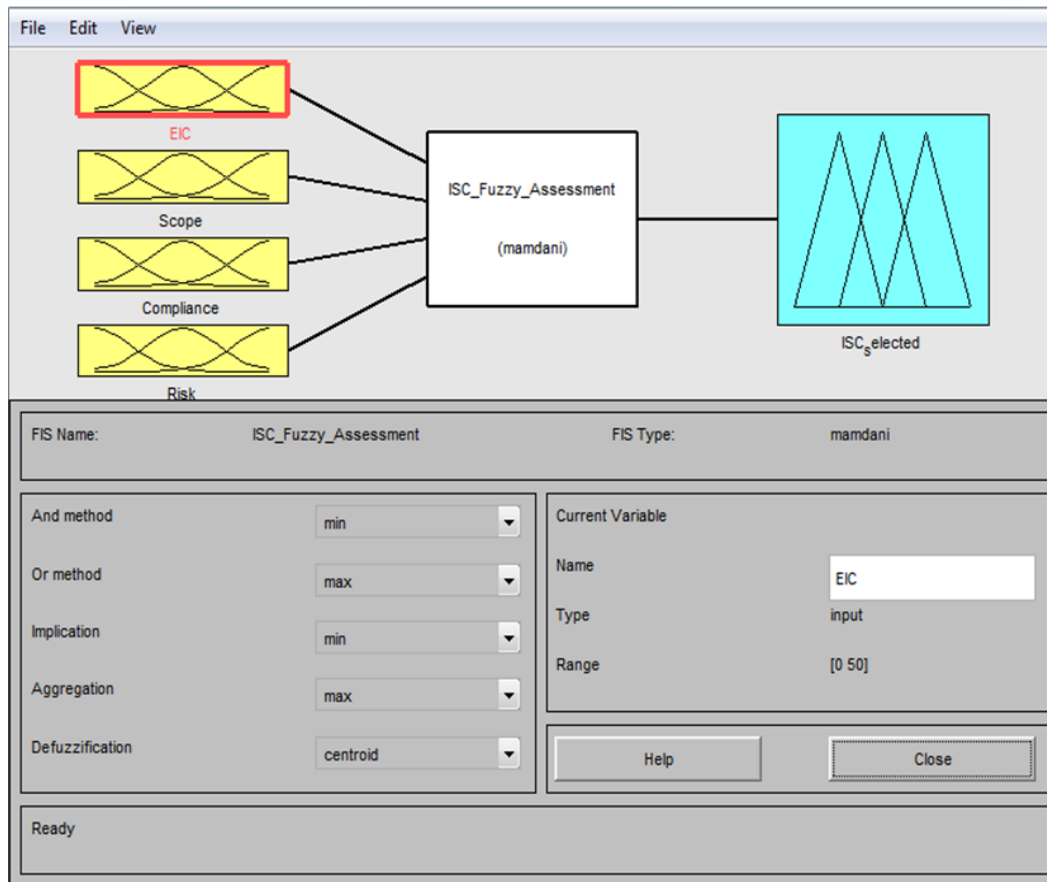 File Edit View
EIC
Scope
Compliance
Risk
ISC_Fuzzy_Assessment
(mamdani)
ISCselected
FIS Name: ISC_Fuzzy_Assessment FIS Type: mamdani
And method min
Or method max
Implication min
Aggregation max
Defuzzification centroid
Current Variable
Name EIC
Type input
Range [0 50]
Help Close
Ready